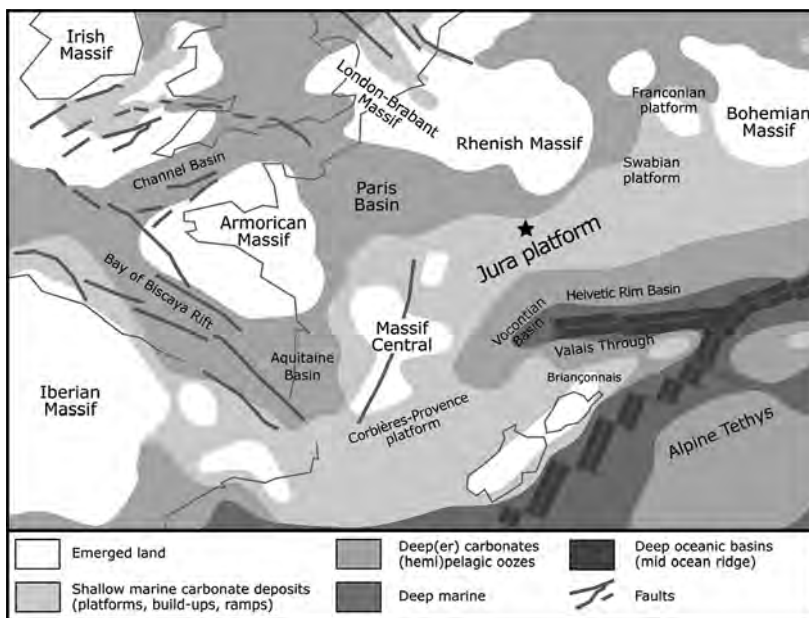 Irish
Massif
London-Brabant
Massif
Rhenish Massif
Franconian
platform
Bohemian
Massif
Swabian
platform
Channel Basin
Paris
Basin
Armorican
Massif
Jura platform
Bay of Biscaya Rift
Helvetic Rim Basin
Vocontian
Basin
Massif
Central
Valais Through
Aquitaine
Basin
Briançonnais
Iberian
Massif
Corbières-Provence
platform
Alpine Tethys
Emerged land
Deep(er) carbonates
(hemi)pelagic oozes
Deep oceanic basins
(mid ocean ridge)
Shallow marine carbonate deposits
(platforms, build-ups, ramps)
Deep marine
Faults